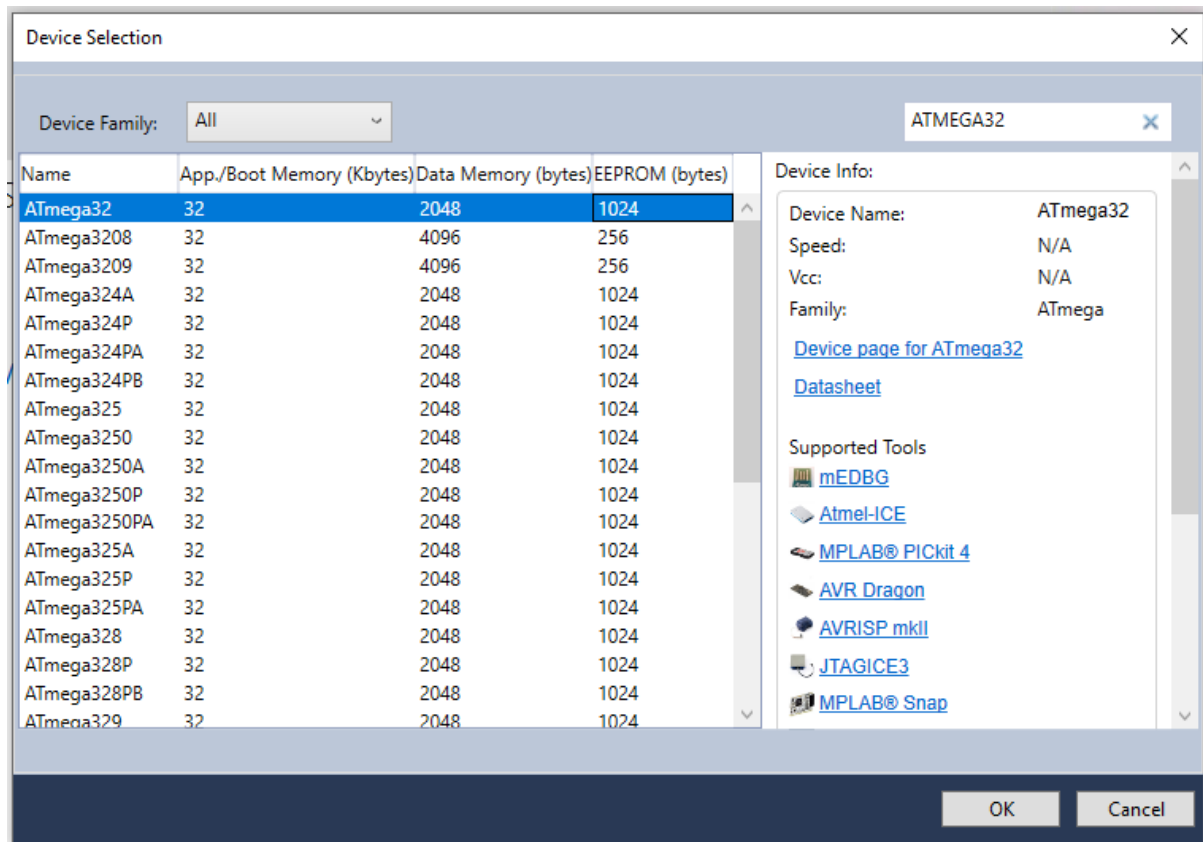 Device Selection
Device Family: All ATMEGA32
Name App./Boot Memory (Kbytes) Data Memory (bytes) EEPROM (bytes)
ATmega32 32 2048 1024
ATmega3208 32 4096 256
ATmega3209 32 4096 256
ATmega324A 32 2048 1024
ATmega324P 32 2048 1024
ATmega324PA 32 2048 1024
ATmega324PB 32 2048 1024
ATmega325 32 2048 1024
ATmega3250 32 2048 1024
ATmega3250A 32 2048 1024
ATmega3250P 32 2048 1024
ATmega3250PA 32 2048 1024
ATmega325A 32 2048 1024
ATmega325P 32 2048 1024
ATmega325PA 32 2048 1024
ATmega328 32 2048 1024
ATmega328P 32 2048 1024
ATmega328PB 32 2048 1024
ATmega329 32 2048 1024
Device Info:
Device Name: ATmega32
Speed: N/A
Vcc: N/A
Family: ATmega
Device page for ATmega32
Datasheet
Supported Tools
mEDBG
Atmel-ICE
MPLAB® PICkit 4
AVR Dragon
AVRISP mkII
JTAGICE3
MPLAB® Snap
OK Cancel